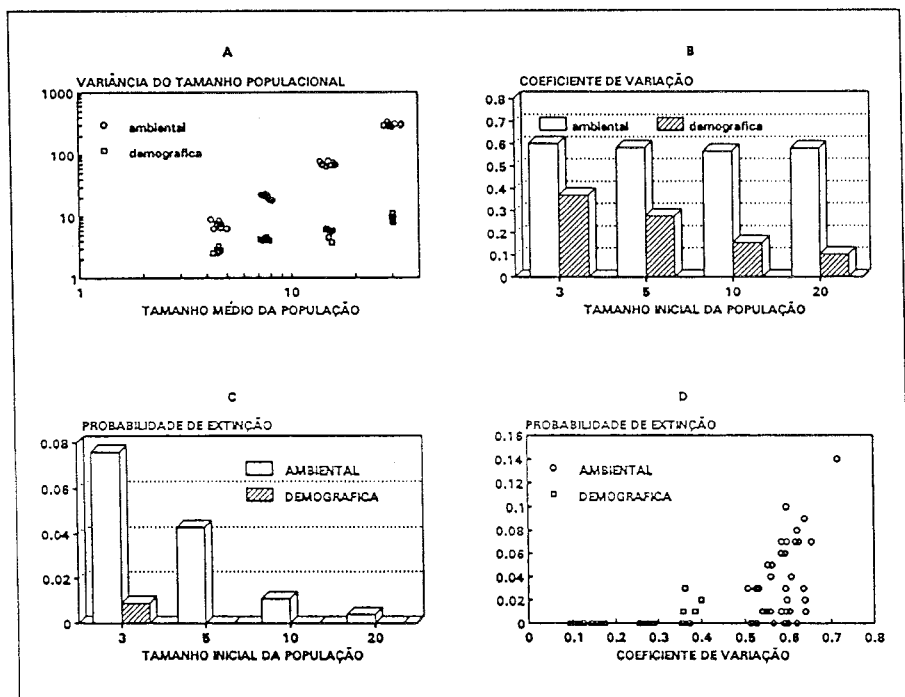 A
VARIÂNCIA DO TAMANHO POPULACIONAL
1000
100
10
1
ambiental
demografica
1
10
TAMANHO MÉDIO DA POPULAÇÃO
B
COEFICIENTE DE VARIAÇÃO
0.8
0.7
0.6
0.5
0.4
0.3
0.2
0.1
0
ambiental
demografica
3
5
10
20
TAMANHO INICIAL DA POPULAÇÃO
C
PROBABILIDADE DE EXTINÇÃO
0.08
0.06
0.04
0.02
0
AMBIENTAL
DEMOGRAFICA
3
5
10
20
TAMANHO INICIAL DA POPULAÇÃO
D
PROBABILIDADE DE EXTINÇÃO
0.16
0.14
0.12
0.10
0.08
0.06
0.04
0.02
0
AMBIENTAL
DEMOGRAFICA
0
0.1
0.2
0.3
0.4
0.5
0.6
0.7
0.8
COEFICIENTE DE VARIAÇÃO